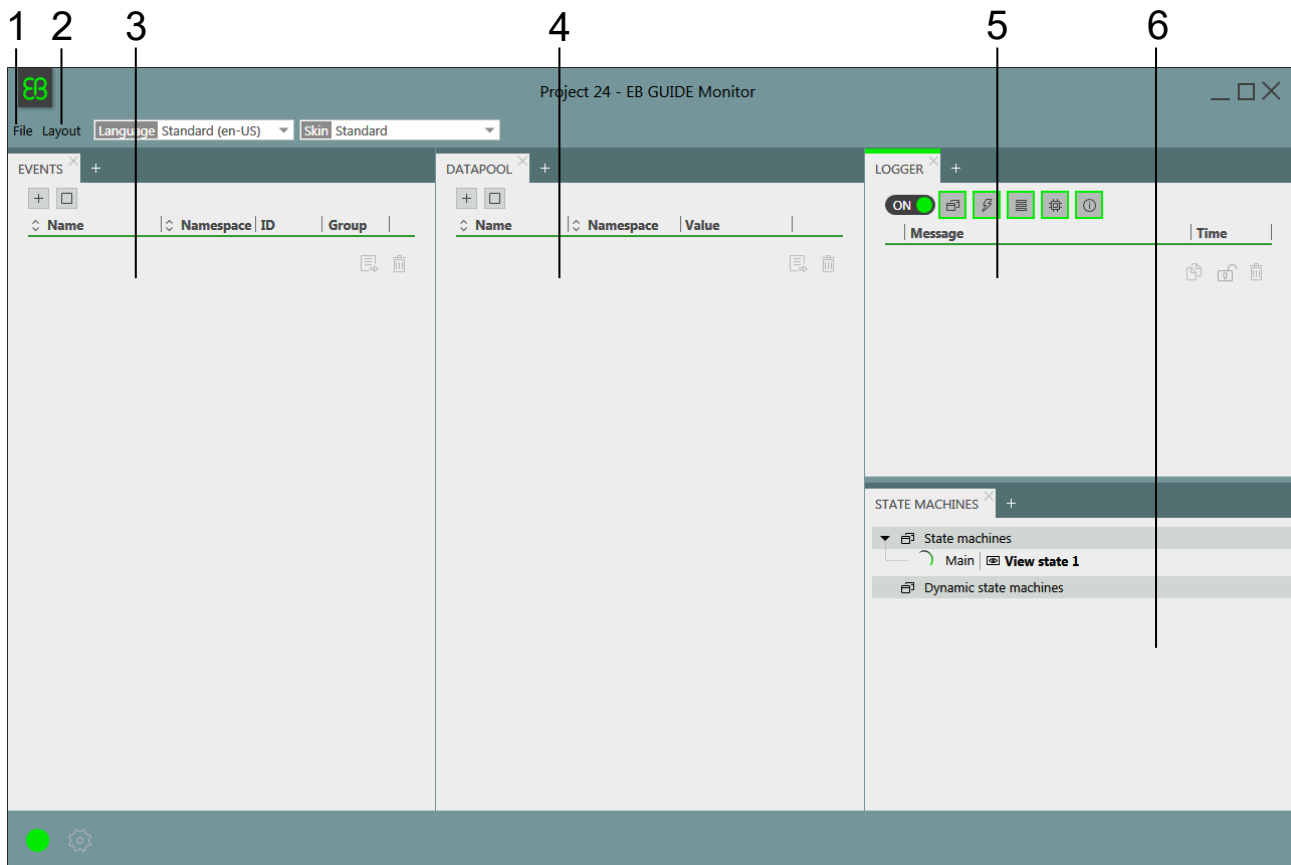 1 2 3 4 5 6
EB
Project 24 - EB GUIDE Monitor
File Layout Language Standard (en-US) Skin Standard
EVENTS + DATAPOOL + LOGGER +
ON
Name Namespace ID Group Name Namespace Value Message Time
STATE MACHINES +
State machines
Main View state 1
Dynamic state machines